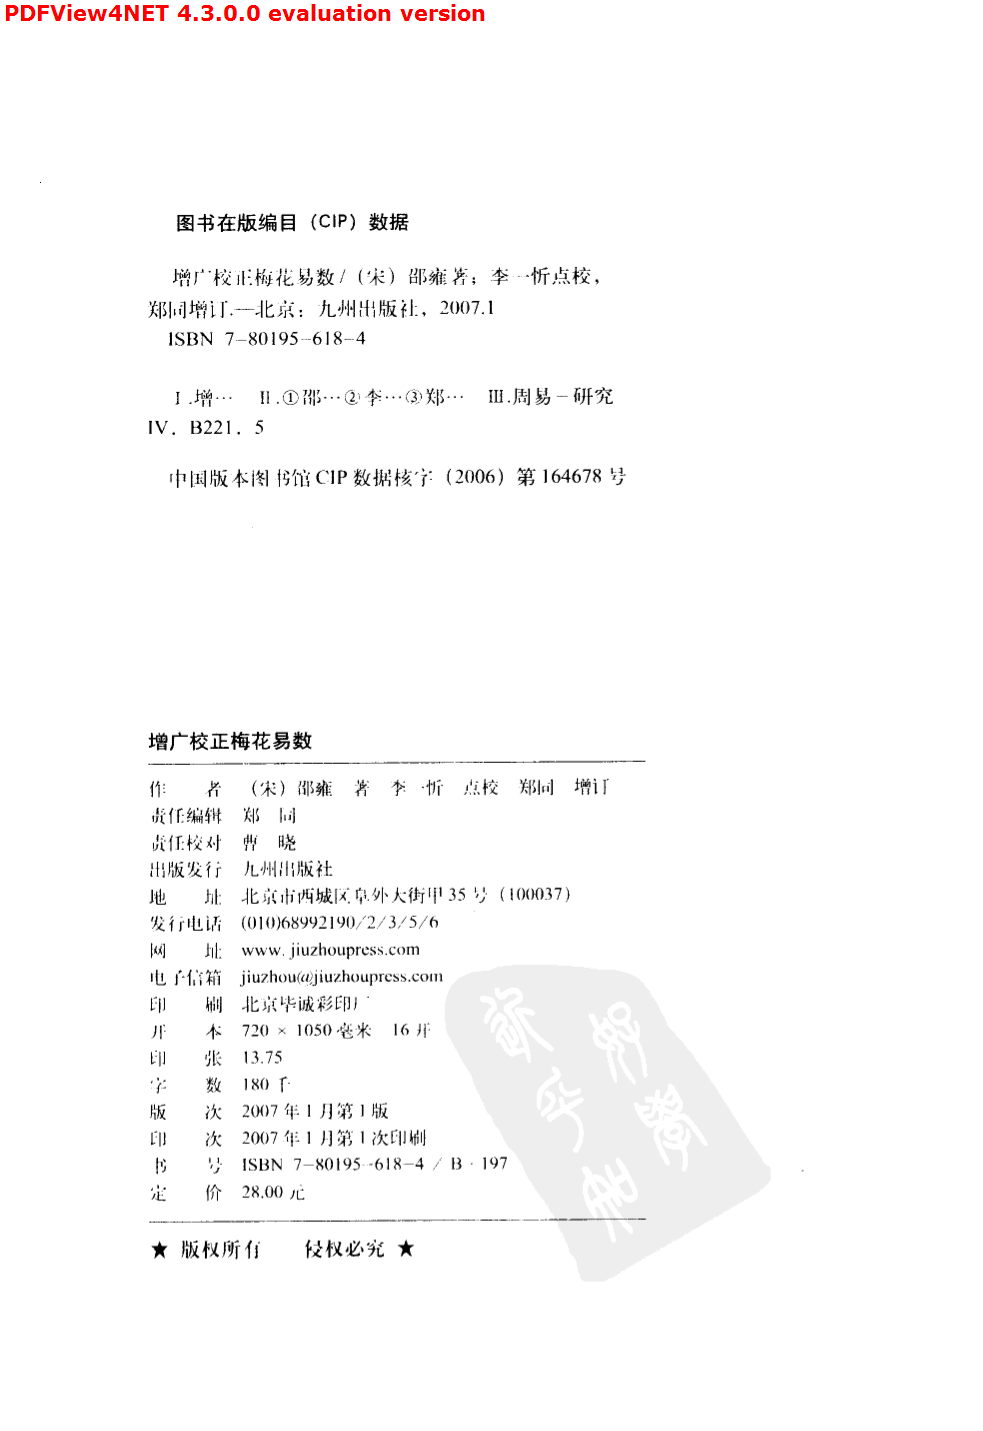 PDFView4NET 4.3.0.0 evaluation version
图书在版编目（CIP）数据
增广校正梅花易数/（宋）邵雍著；李一忻点校，
郑同增订.—北京：九州出版社，2007.1
ISBN 7-80195-618-4
Ⅰ.增… Ⅱ.①邵…②李…③郑… Ⅲ.周易-研究
Ⅳ. B221. 5
中国版本图书馆 CIP 数据核字（2006）第 164678 号
增广校正梅花易数
作 者 （宋）邵雍 著 李一忻 点校 郑同 增订
责任编辑 郑 同
责任校对 曹 晓
出版发行 九州出版社
地 址 北京市西城区阜外大街甲 35 号（100037）
发行电话 (010)68992190/2/3/5/6
网 址 www. jiuzhoupress.com
电子信箱 jiuzhou@jiuzhoupress.com
印 刷 北京毕诚彩印厂
开 本 720 × 1050 毫米 16 开
印 张 13.75
字 数 180 千
版 次 2007 年 1 月第 1 版
印 次 2007 年 1 月第 1 次印刷
书 号 ISBN 7-80195-618-4 / B · 197
定 价 28.00 元
★ 版权所有 侵权必究 ★